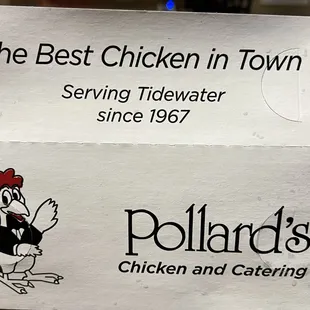 he Best Chicken in Town
Serving Tidewater
since 1967
Pollard's
Chicken and Catering